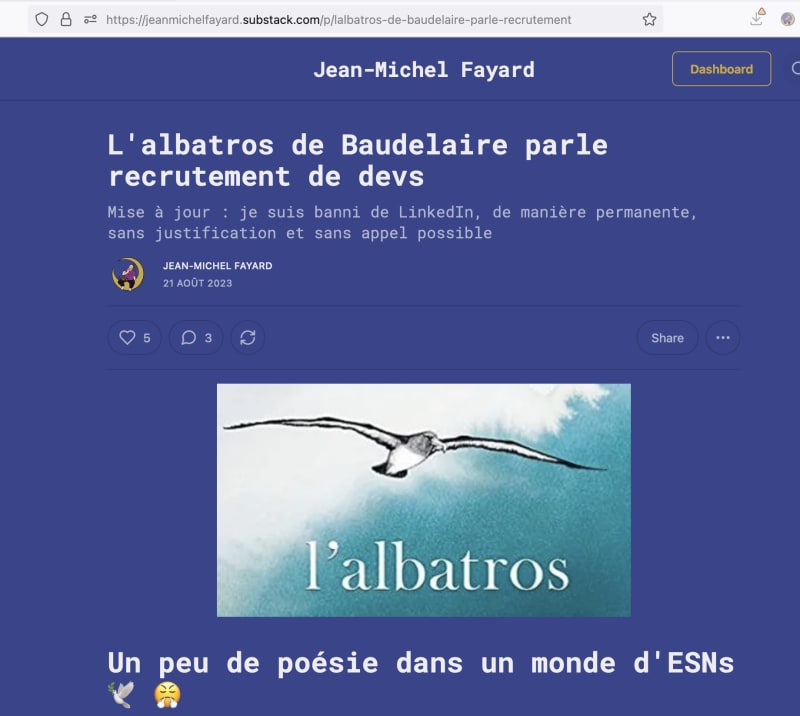 https://jeanmichelfayard.substack.com/p/lalbatros-de-baudelaire-parle-recrutement
Jean-Michel Fayard
Dashboard
L'albatros de Baudelaire parle
recrutement de devs
Mise à jour : je suis banni de LinkedIn, de manière permanente,
sans justification et sans appel possible
JEAN-MICHEL FAYARD
21 AOÛT 2023
5
3
Share
l'albatros
Un peu de poésie dans un monde d'ESNs
🕊️ 😤